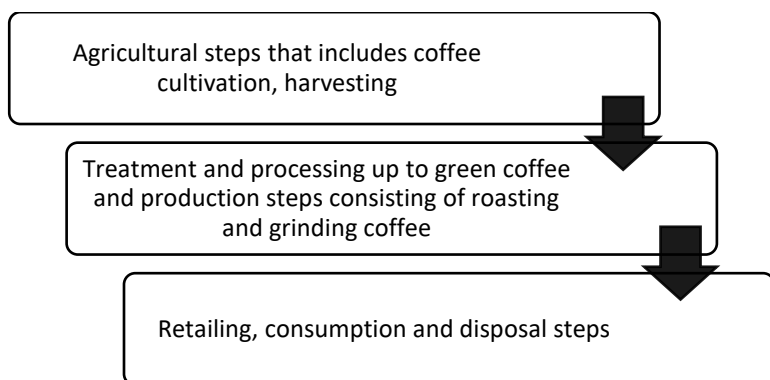 Agricultural steps that includes coffee
cultivation, harvesting
Treatment and processing up to green coffee
and production steps consisting of roasting
and grinding coffee
Retailing, consumption and disposal steps